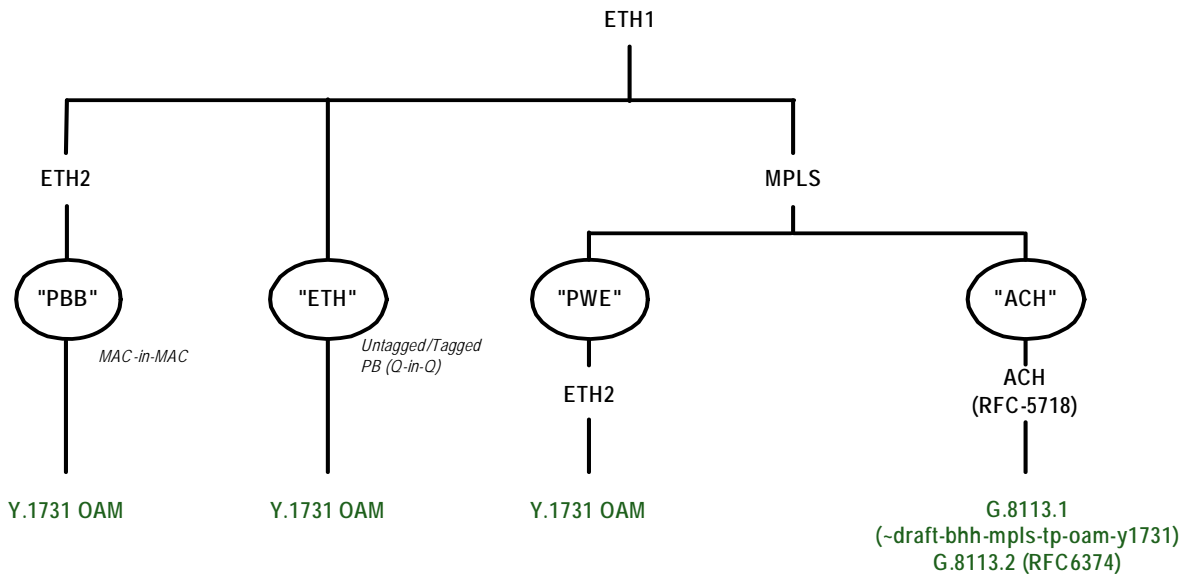 ETH1
ETH2
MPLS
"PBB"
"ETH"
"PWE"
"ACH"
MAC-in-MAC
Untagged/Tagged
PB (Q-in-Q)
ETH2
ACH
(RFC-5718)
Y.1731 OAM
Y.1731 OAM
Y.1731 OAM
G.8113.1
(~draft-bhh-mpls-tp-oam-y1731)
G.8113.2 (RFC6374)